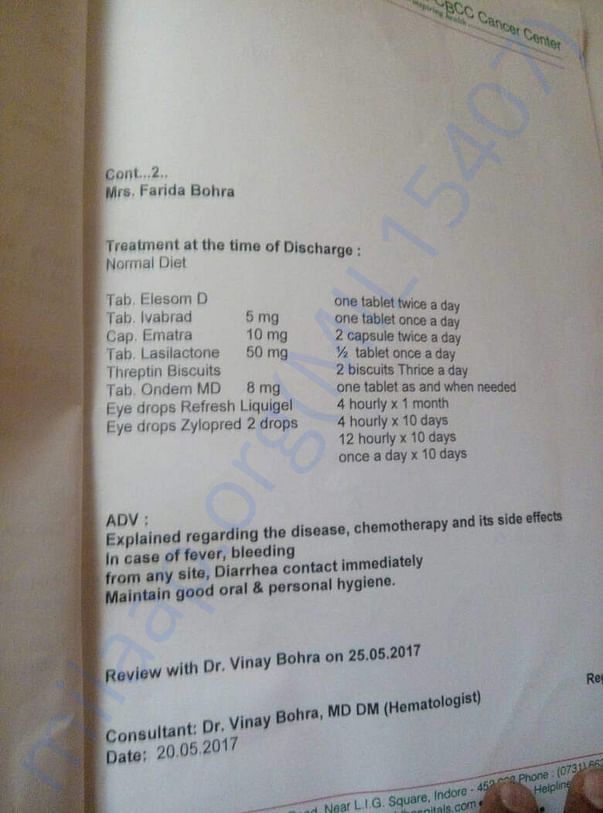 CBCC Cancer Center
inspiring health
Cont...2..
Mrs. Farida Bohra
Treatment at the time of Discharge :
Normal Diet
Tab. Elesom D one tablet twice a day
Tab. Ivabrad 5 mg one tablet once a day
Cap. Ematra 10 mg 2 capsule twice a day
Tab. Lasilactone 50 mg ½ tablet once a day
Threptin Biscuits 2 biscuits Thrice a day
Tab. Ondem MD 8 mg one tablet as and when needed
Eye drops Refresh Liquigel 4 hourly x 1 month
Eye drops Zylopred 2 drops 4 hourly x 10 days
12 hourly x 10 days
once a day x 10 days
ADV :
Explained regarding the disease, chemotherapy and its side effects
In case of fever, bleeding
from any site, Diarrhea contact immediately
Maintain good oral & personal hygiene.
Review with Dr. Vinay Bohra on 25.05.2017
Consultant: Dr. Vinay Bohra, MD DM (Hematologist)
Date: 20.05.2017
Near L.I.G. Square, Indore - Phone : (0731)
Helpline
milaap.org(MIL15407)